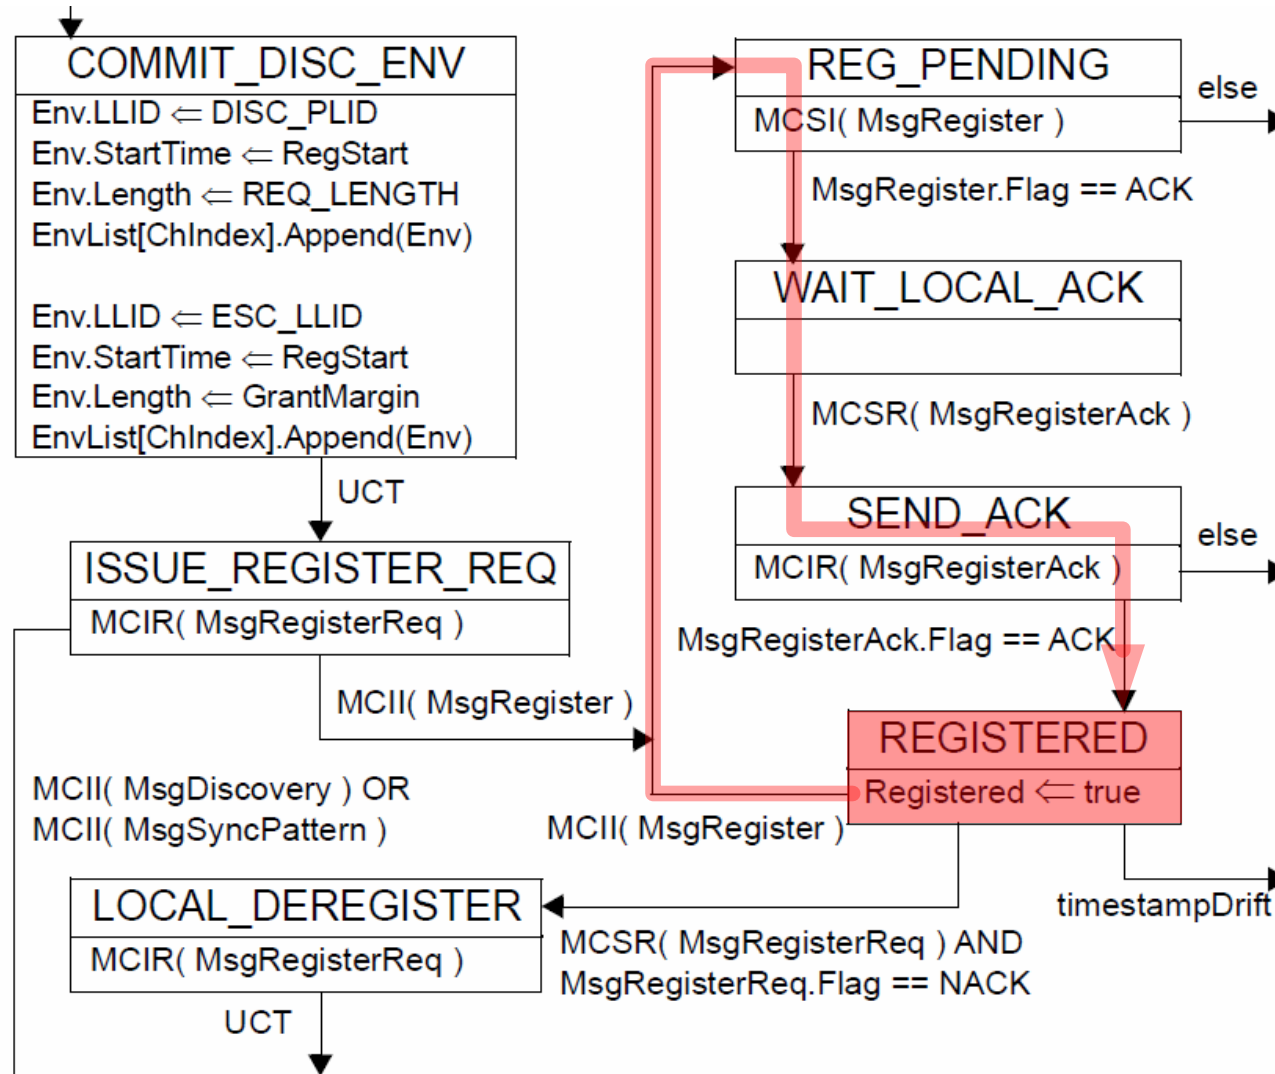 COMMIT_DISC_ENV
Env.LLID ⇐ DISC_PLID
Env.StartTime ⇐ RegStart
Env.Length ⇐ REQ_LENGTH
EnvList[ChIndex].Append(Env)
Env.LLID ⇐ ESC_LLID
Env.StartTime ⇐ RegStart
Env.Length ⇐ GrantMargin
EnvList[ChIndex].Append(Env)
UCT
ISSUE_REGISTER_REQ
MCIR( MsgRegisterReq )
MCII( MsgRegister )
MCII( MsgDiscovery ) OR
MCII( MsgSyncPattern )
LOCAL_DEREGISTER
MCIR( MsgRegisterReq )
UCT
REG_PENDING
MCSI( MsgRegister )
else
MsgRegister.Flag == ACK
WAIT_LOCAL_ACK
MCSR( MsgRegisterAck )
SEND_ACK
MCIR( MsgRegisterAck )
else
MsgRegisterAck.Flag == ACK
REGISTERED
Registered ⇐ true
MCII( MsgRegister )
timestampDrift
MCSR( MsgRegisterReq ) AND
MsgRegisterReq.Flag == NACK